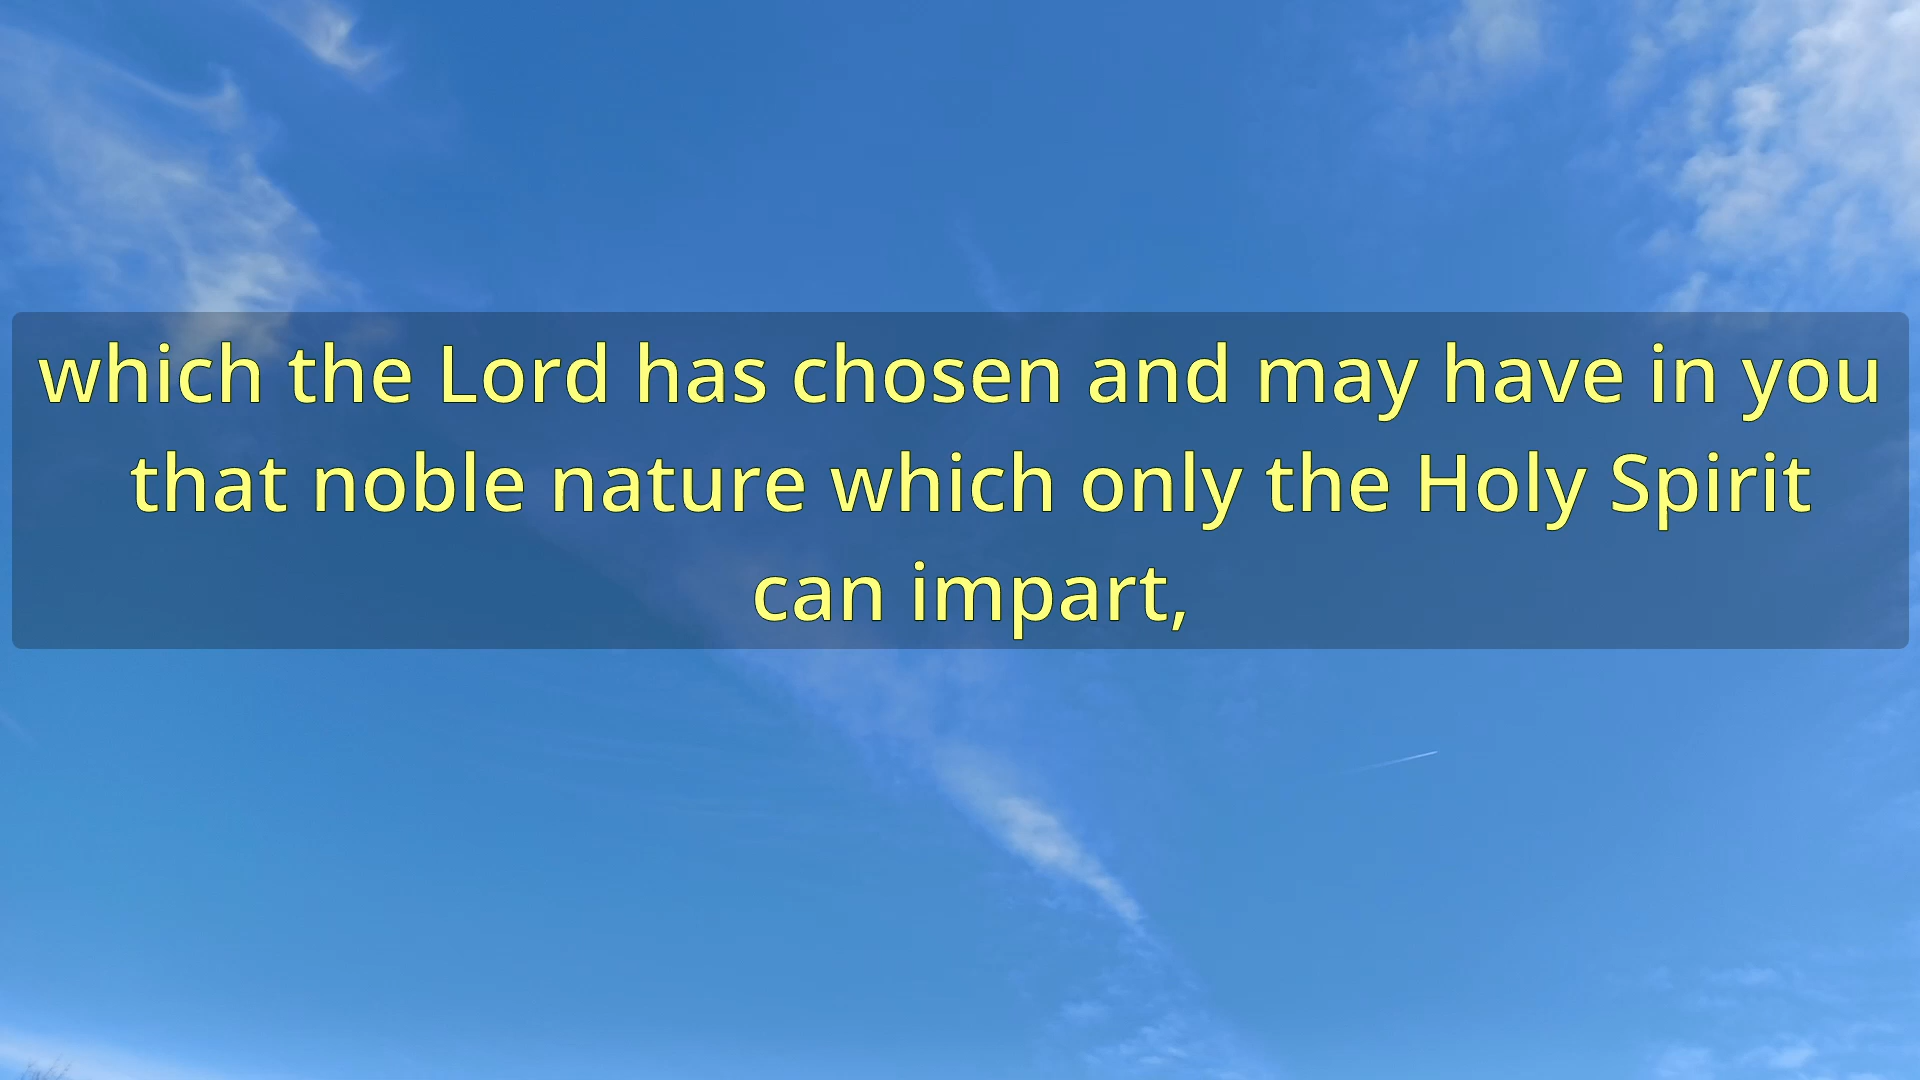 which the Lord has chosen and may have in you
that noble nature which only the Holy Spirit
can impart,